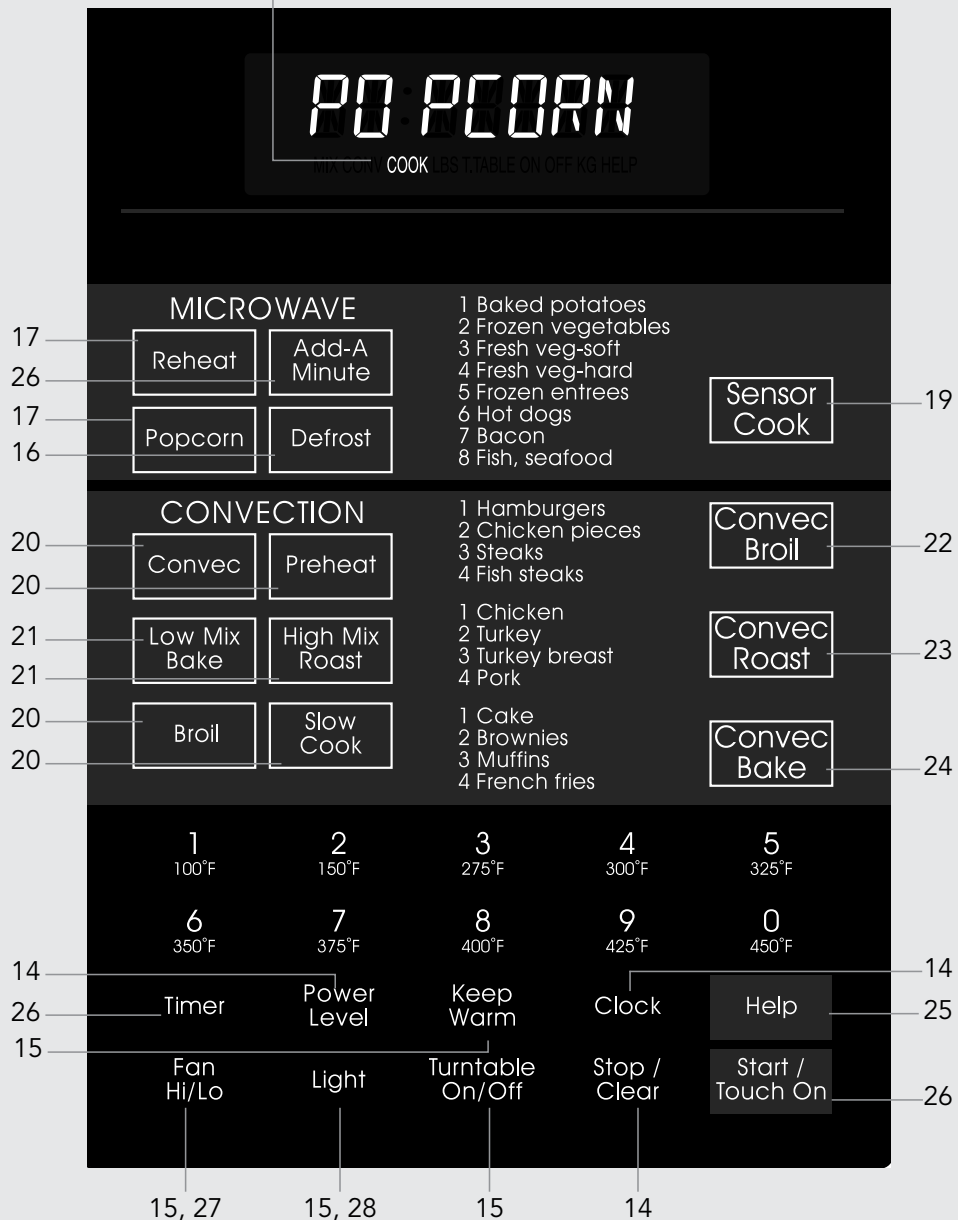 PO PCORN
MIX CONV COOK LBS T.TABLE ON OFF KG HELP
MICROWAVE
17
Reheat
26
Add-A
Minute
17
Popcorn
16
Defrost
1 Baked potatoes
2 Frozen vegetables
3 Fresh veg-soft
4 Fresh veg-hard
5 Frozen entrees
6 Hot dogs
7 Bacon
8 Fish, seafood
Sensor
Cook
19
CONVECTION
20
Convec
20
Preheat
21
Low Mix
Bake
21
High Mix
Roast
20
Broil
20
Slow
Cook
1 Hamburgers
2 Chicken pieces
3 Steaks
4 Fish steaks
Convec
Broil
22
1 Chicken
2 Turkey
3 Turkey breast
4 Pork
Convec
Roast
23
1 Cake
2 Brownies
3 Muffins
4 French fries
Convec
Bake
24
1 2 3 4 5
100°F 150°F 275°F 300°F 325°F
6 7 8 9 0
350°F 375°F 400°F 425°F 450°F
14
26
15
Timer
Power
Level
Keep
Warm
Clock
14
Help
25
Fan
Hi/Lo
Light
Turntable
On/Off
Stop /
Clear
Start /
Touch On
26
15, 27
15, 28
15
14